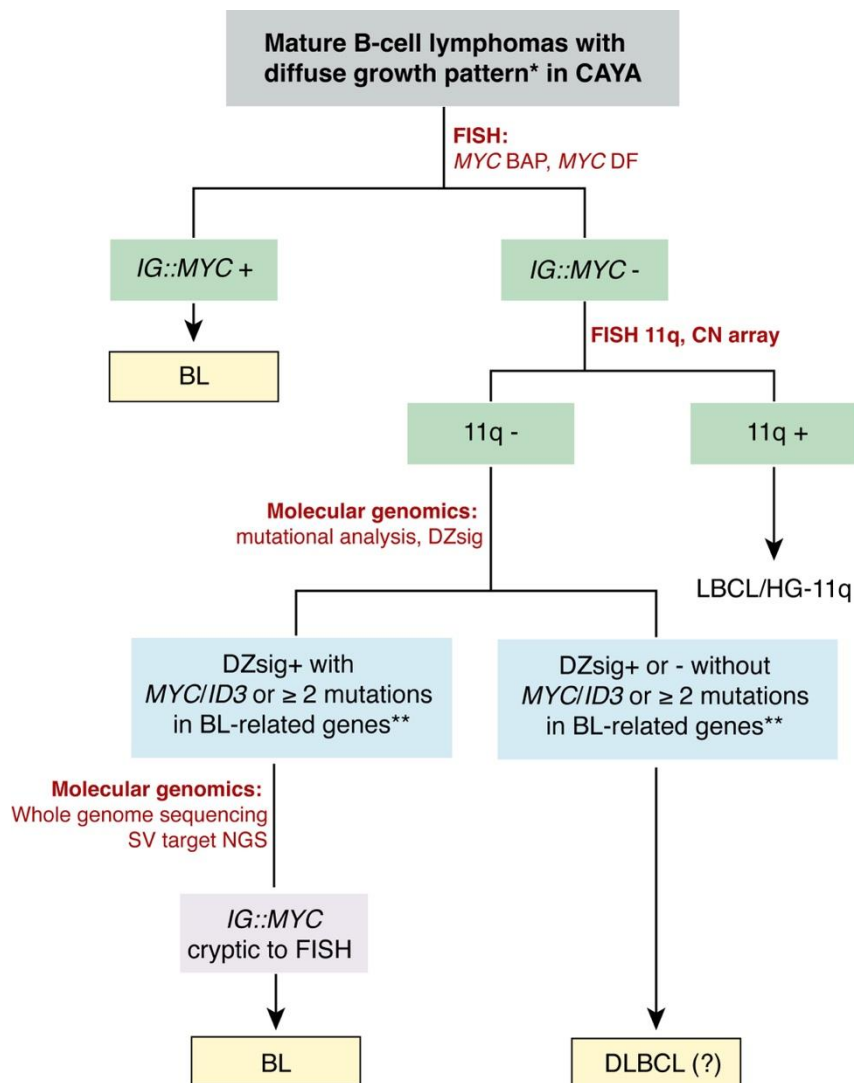 Mature B-cell lymphomas with
diffuse growth pattern* in CAYA
FISH:
MYC BAP, MYC DF
IG::MYC +
IG::MYC -
BL
FISH 11q, CN array
11q -
11q +
Molecular genomics:
mutational analysis, DZsig
LBCL/HG-11q
DZsig+ with
MYC/ID3 or ≥ 2 mutations
in BL-related genes**
DZsig+ or - without
MYC/ID3 or ≥ 2 mutations
in BL-related genes**
Molecular genomics:
Whole genome sequencing
SV target NGS
IG::MYC
cryptic to FISH
BL
DLBCL (?)